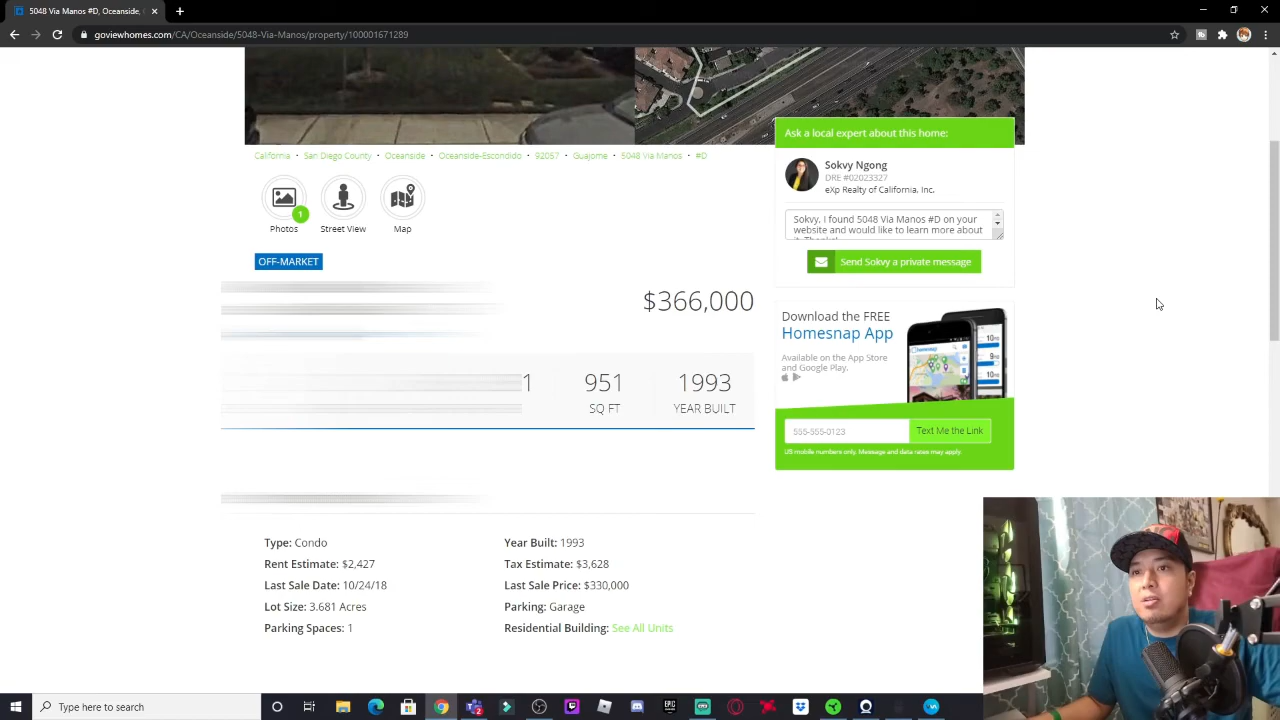 5048 Via Manos #D, Oceanside,
goviewhomes.com/CA/Oceanside/5048-Via-Manos/property/100001671289
California · San Diego County · Oceanside · Oceanside-Escondido · 92057 · Guajome · 5048 Via Manos · #D
1
Photos
Street View
Map
OFF-MARKET
$366,000
1
951
1993
SQ FT
YEAR BUILT
Type: Condo
Year Built: 1993
Rent Estimate: $2,427
Tax Estimate: $3,628
Last Sale Date: 10/24/18
Last Sale Price: $330,000
Lot Size: 3.681 Acres
Parking: Garage
Parking Spaces: 1
Residential Building: See All Units
Ask a local expert about this home:
Sokvy Ngong
DRE #02023327
eXp Realty of California, Inc.
Sokvy, I found 5048 Via Manos #D on your
website and would like to learn more about
it. Thanks!
Send Sokvy a private message
Download the FREE
Homesnap App
Available on the App Store
and Google Play.
555-555-0123
Text Me the Link
US mobile numbers only. Message and data rates may apply.
Type here to search